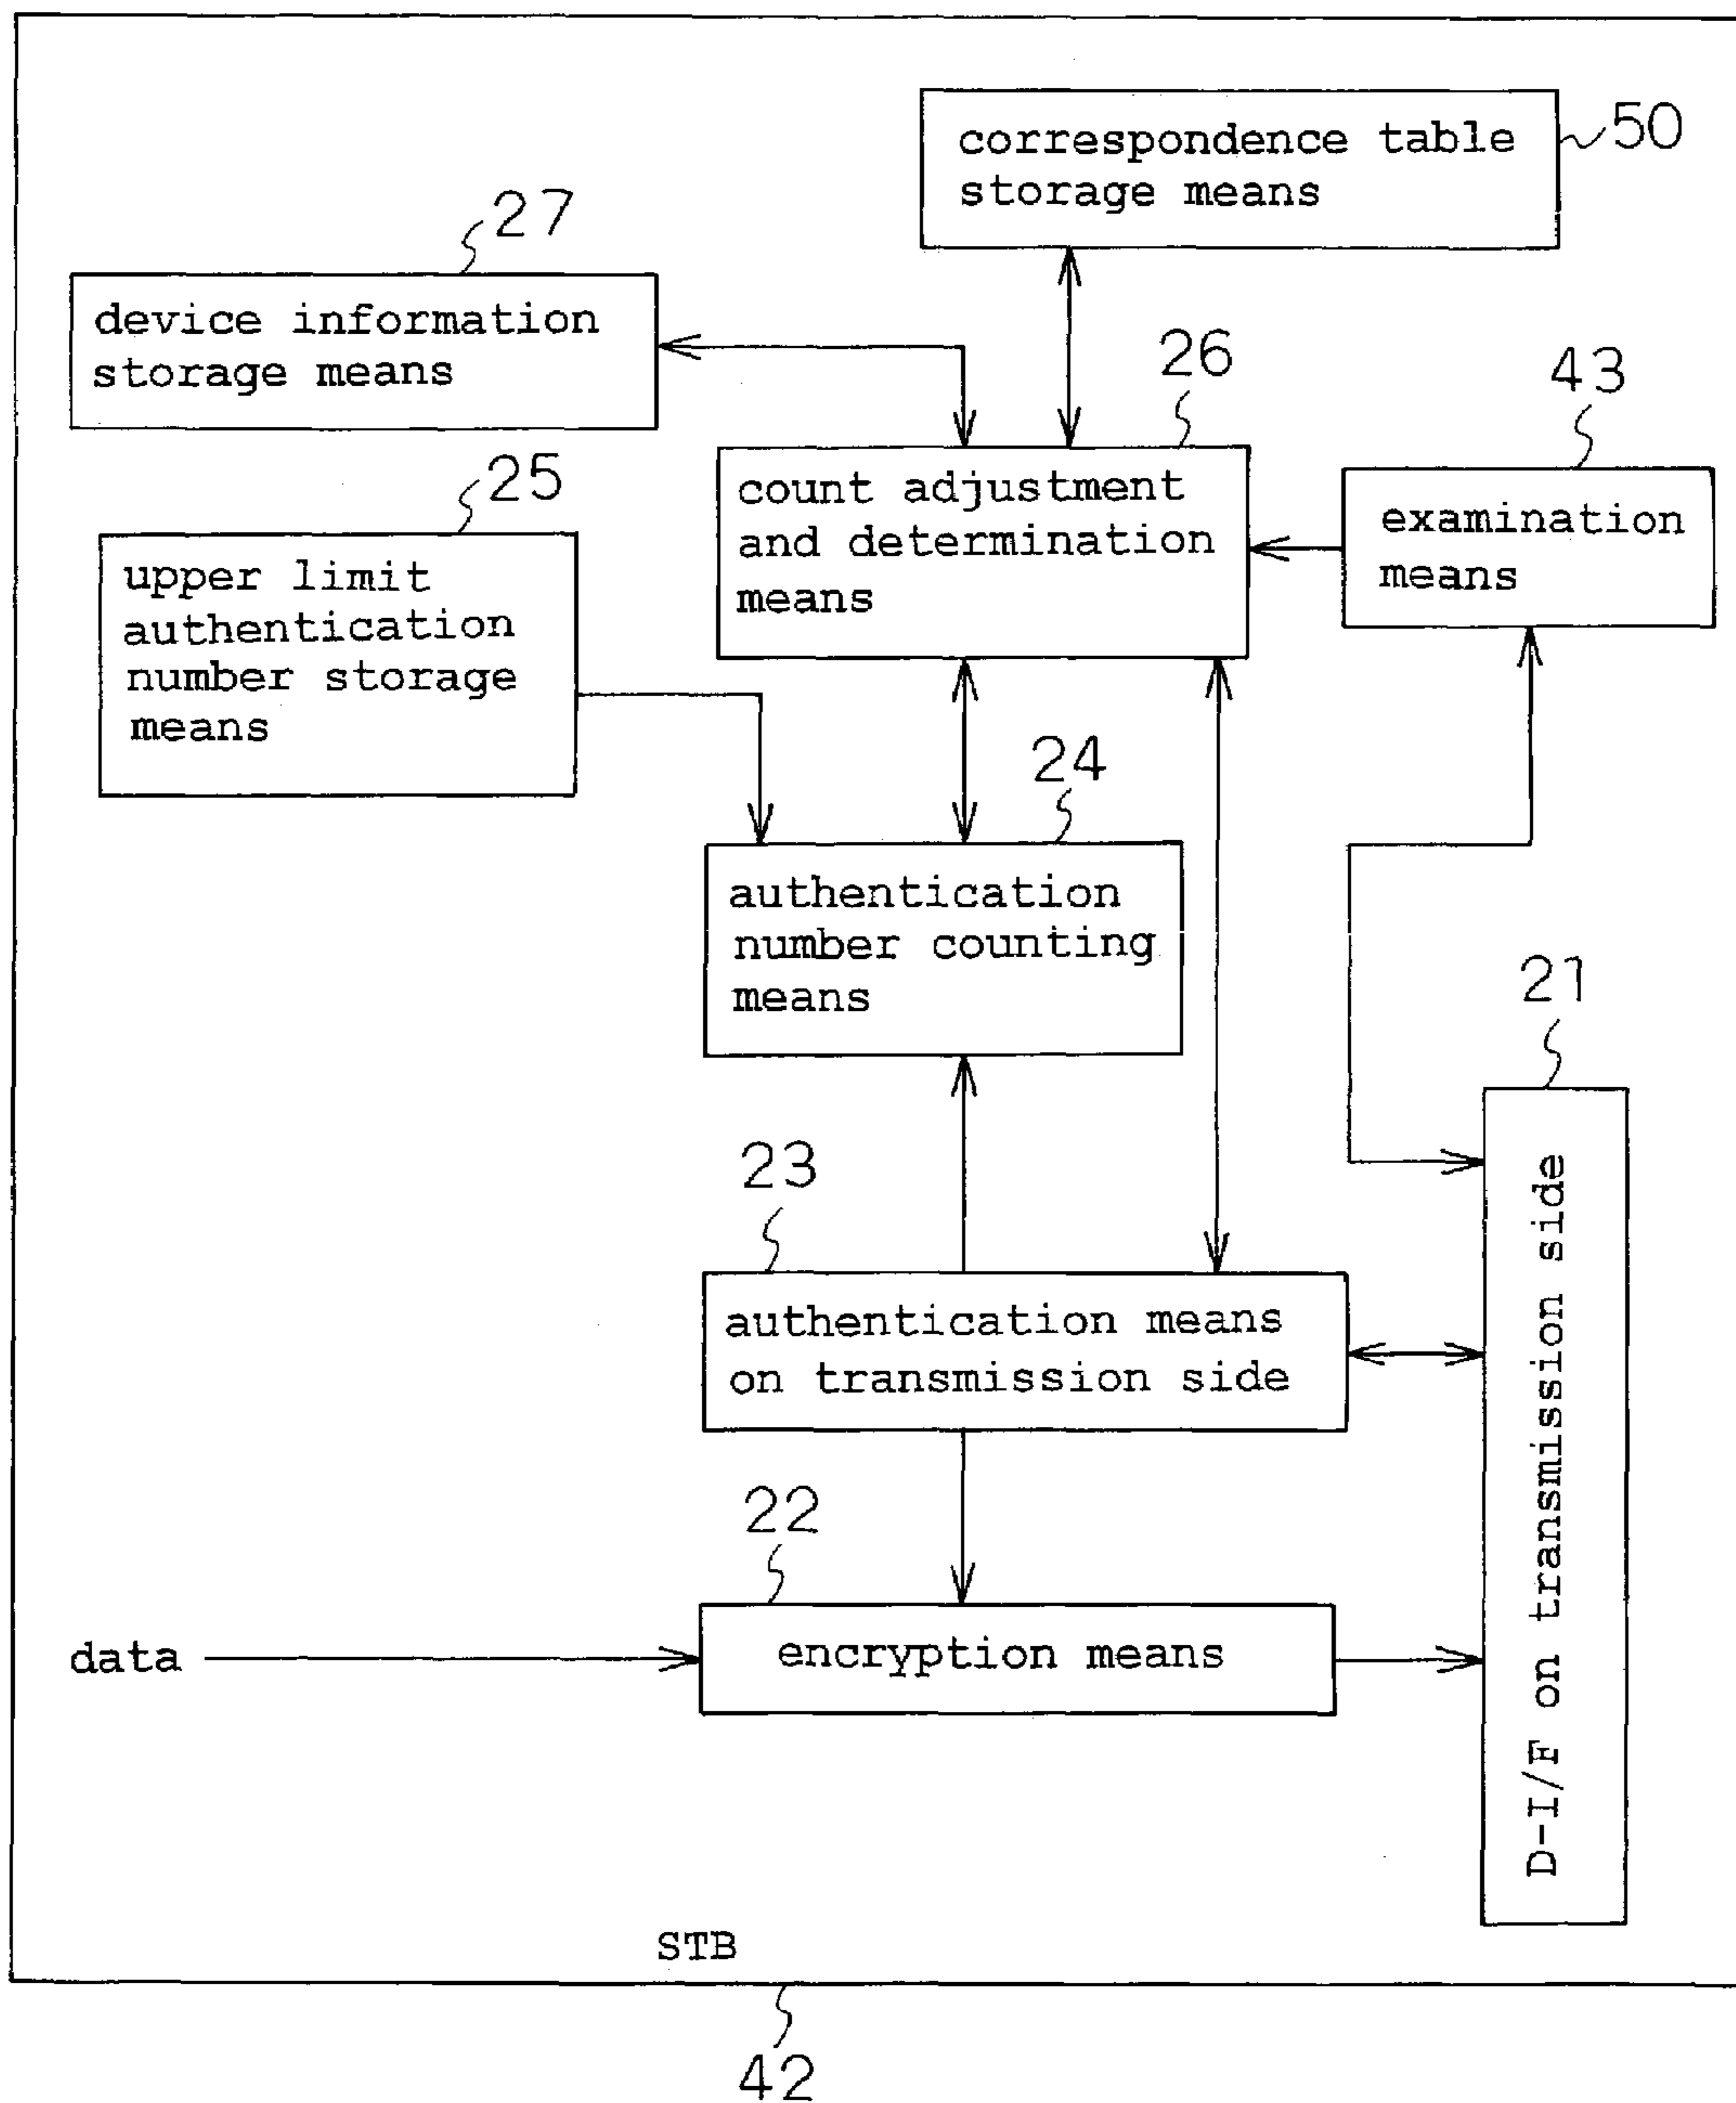 correspondence table
storage means
50
27
device information
storage means
26
43
count adjustment
and determination
means
examination
means
25
upper limit
authentication
number storage
means
24
authentication
number counting
means
21
D-I/F on transmission side
23
authentication means
on transmission side
22
data
encryption means
STB
42